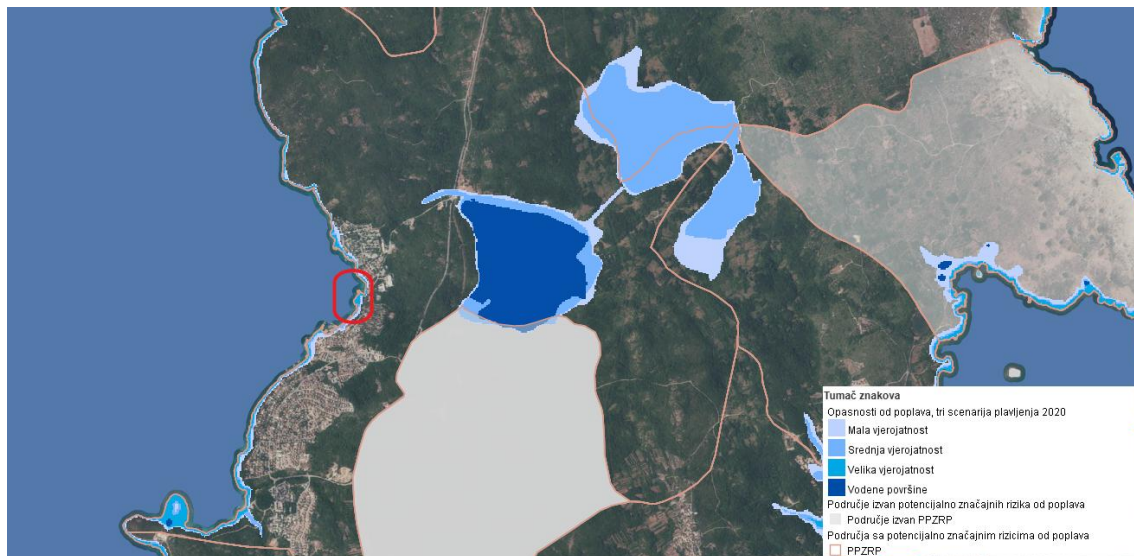 Tumač znakova
Opasnosti od poplava, tri scenarija plavljenja 2020
Mala vjerojatnost
Srednja vjerojatnost
Velika vjerojatnost
Vodene površine
Područje izvan potencijalno značajnih rizika od poplava
Područje izvan PPZRP
Područja sa potencijalno značajnim rizicima od poplava
PPZRP